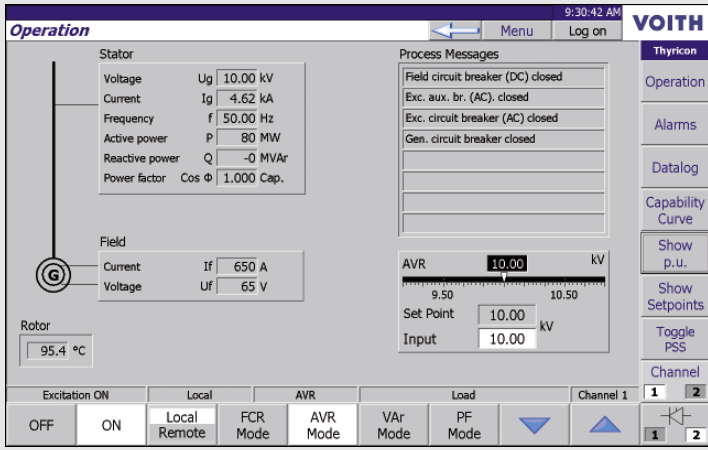 9:30:42 AM
Operation
Menu
Log on
VOITH
Thyricon
Stator
Voltage Ug 10.00 kV
Current Ig 4.62 kA
Frequency f 50.00 Hz
Active power P 80 MW
Reactive power Q -0 MVAr
Power factor Cos Φ 1.000 Cap.
Process Messages
Field circuit breaker (DC) closed
Exc. aux. br. (AC). closed
Exc. circuit breaker (AC) closed
Gen. circuit breaker closed
Field
G
Current If 650 A
Voltage Uf 65 V
Rotor
95.4 °C
AVR 10.00 kV
9.50 10.50
Set Point 10.00
kV
Input 10.00
Operation
Alarms
Datalog
Capability
Curve
Show
p.u.
Show
Setpoints
Toggle
PSS
Channel
1 2
1 2
Excitation ON Local AVR Load Channel 1
OFF
ON
Local
Remote
FCR
Mode
AVR
Mode
VAr
Mode
PF
Mode